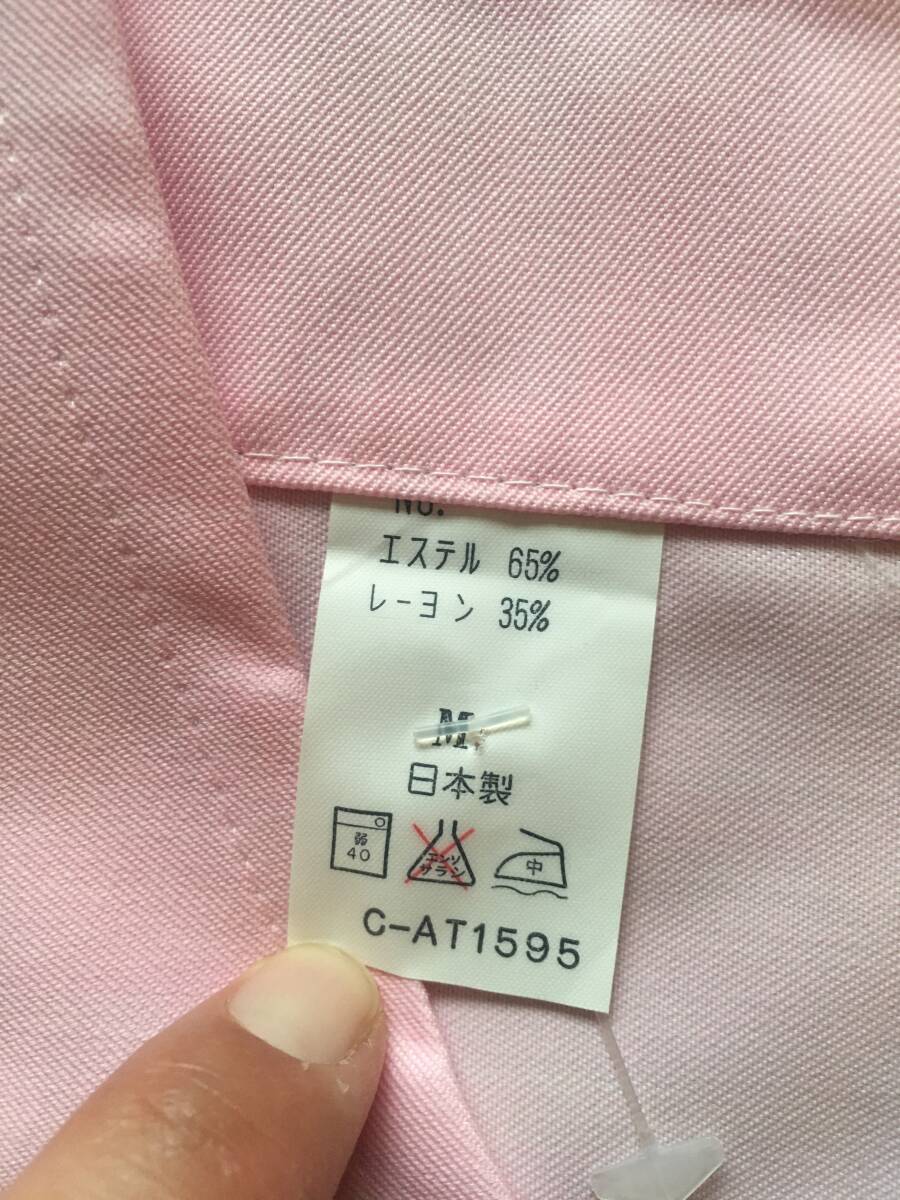 No.
エステル 65%
レーヨン 35%
M.
日本製
弱
40
エンソ
サラシ
中
C-AT1595